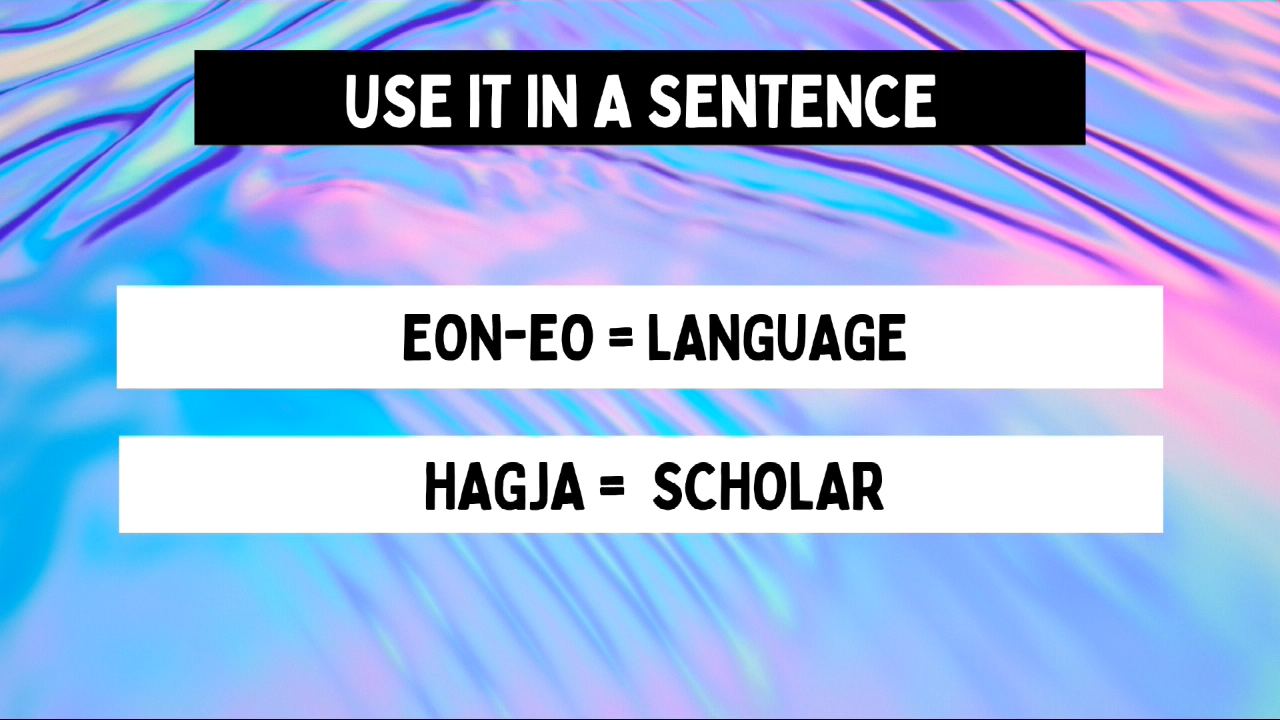 USE IT IN A SENTENCE
EON-EO = LANGUAGE
HAGJA = SCHOLAR